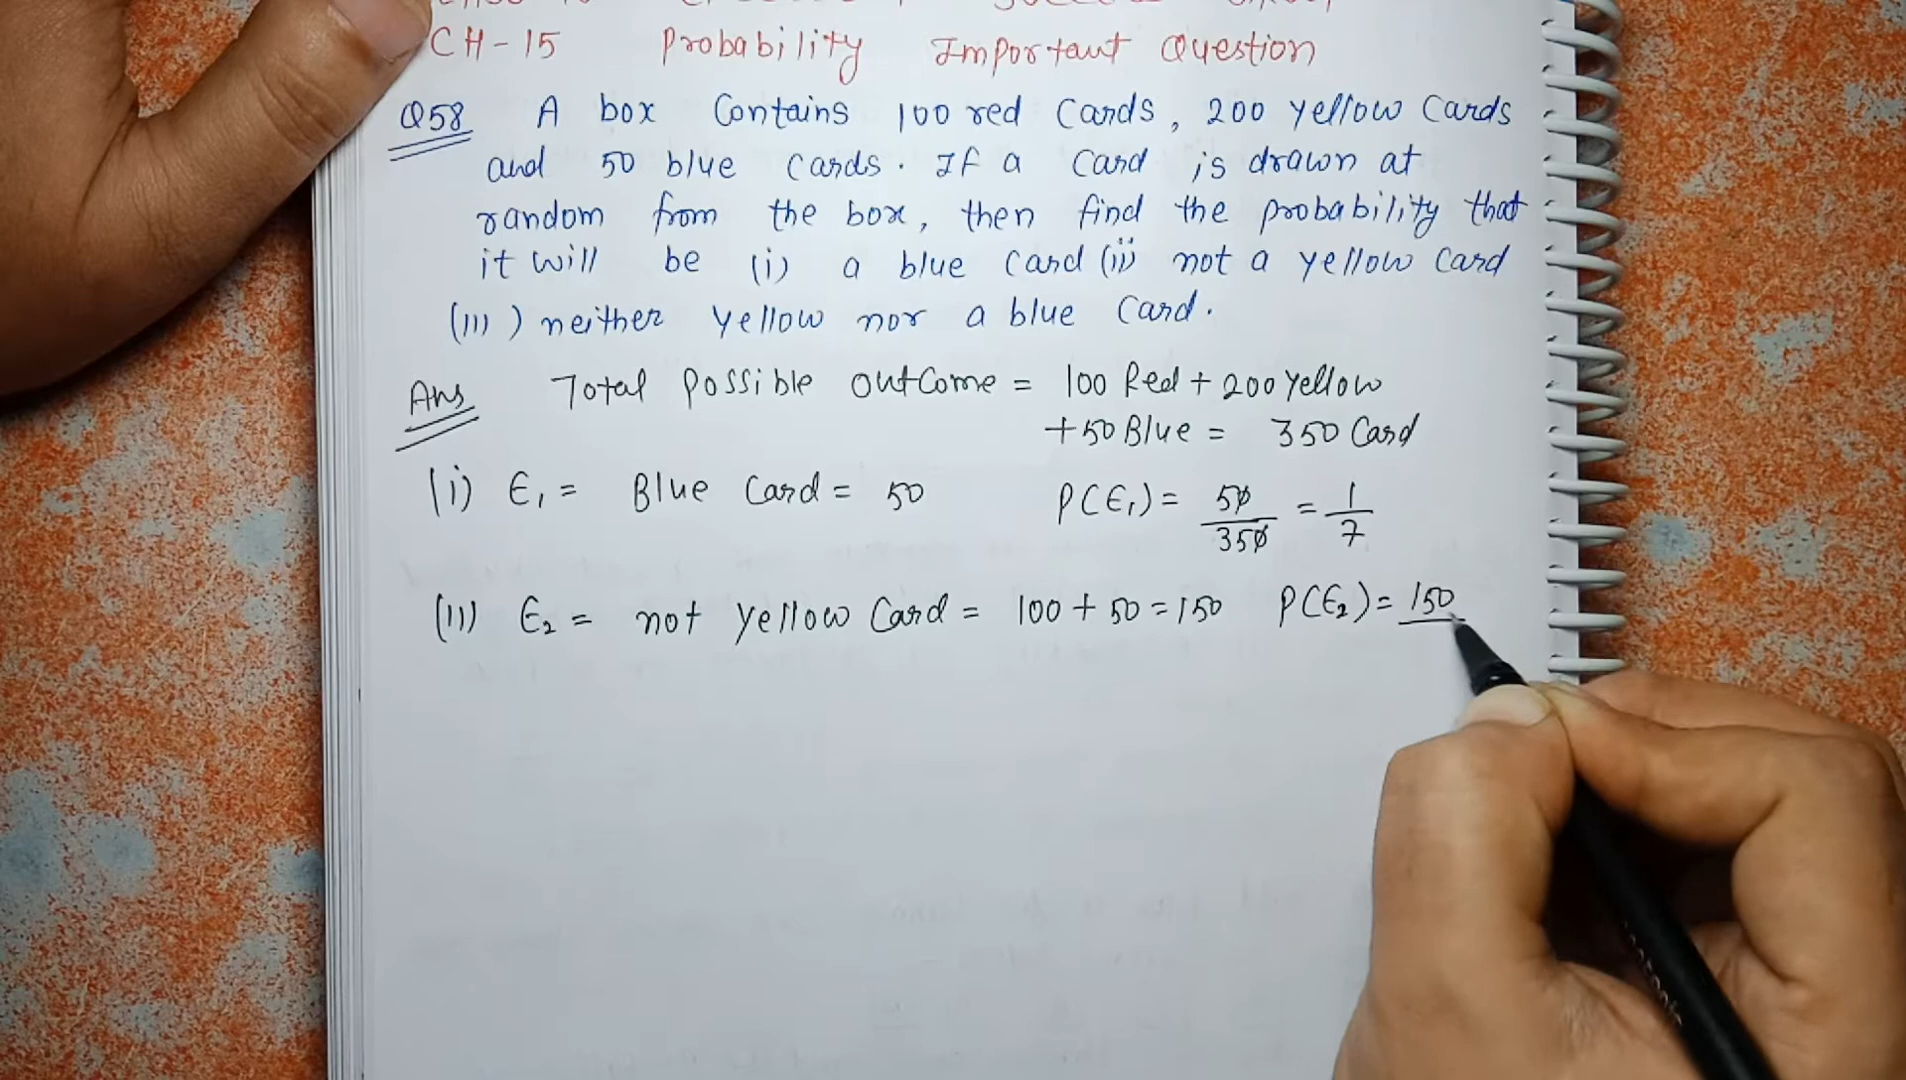 CH-15 Probability Important Question
Q58 A box Contains 100 red Cards, 200 yellow Cards
and 50 blue cards. If a Card is drawn at
random from the box, then find the probability that
it will be (i) a blue Card (ii) not a yellow Card
(III) neither yellow nor a blue Card.
Ans Total possible outCome = 100 Red + 200 yellow
+ 50 Blue = 350 Card
(i) E₁ = Blue Card = 50 P(E₁) = 50/350 = 1/7
(II) E₂ = not yellow Card = 100 + 50 = 150 P(E₂) = 150